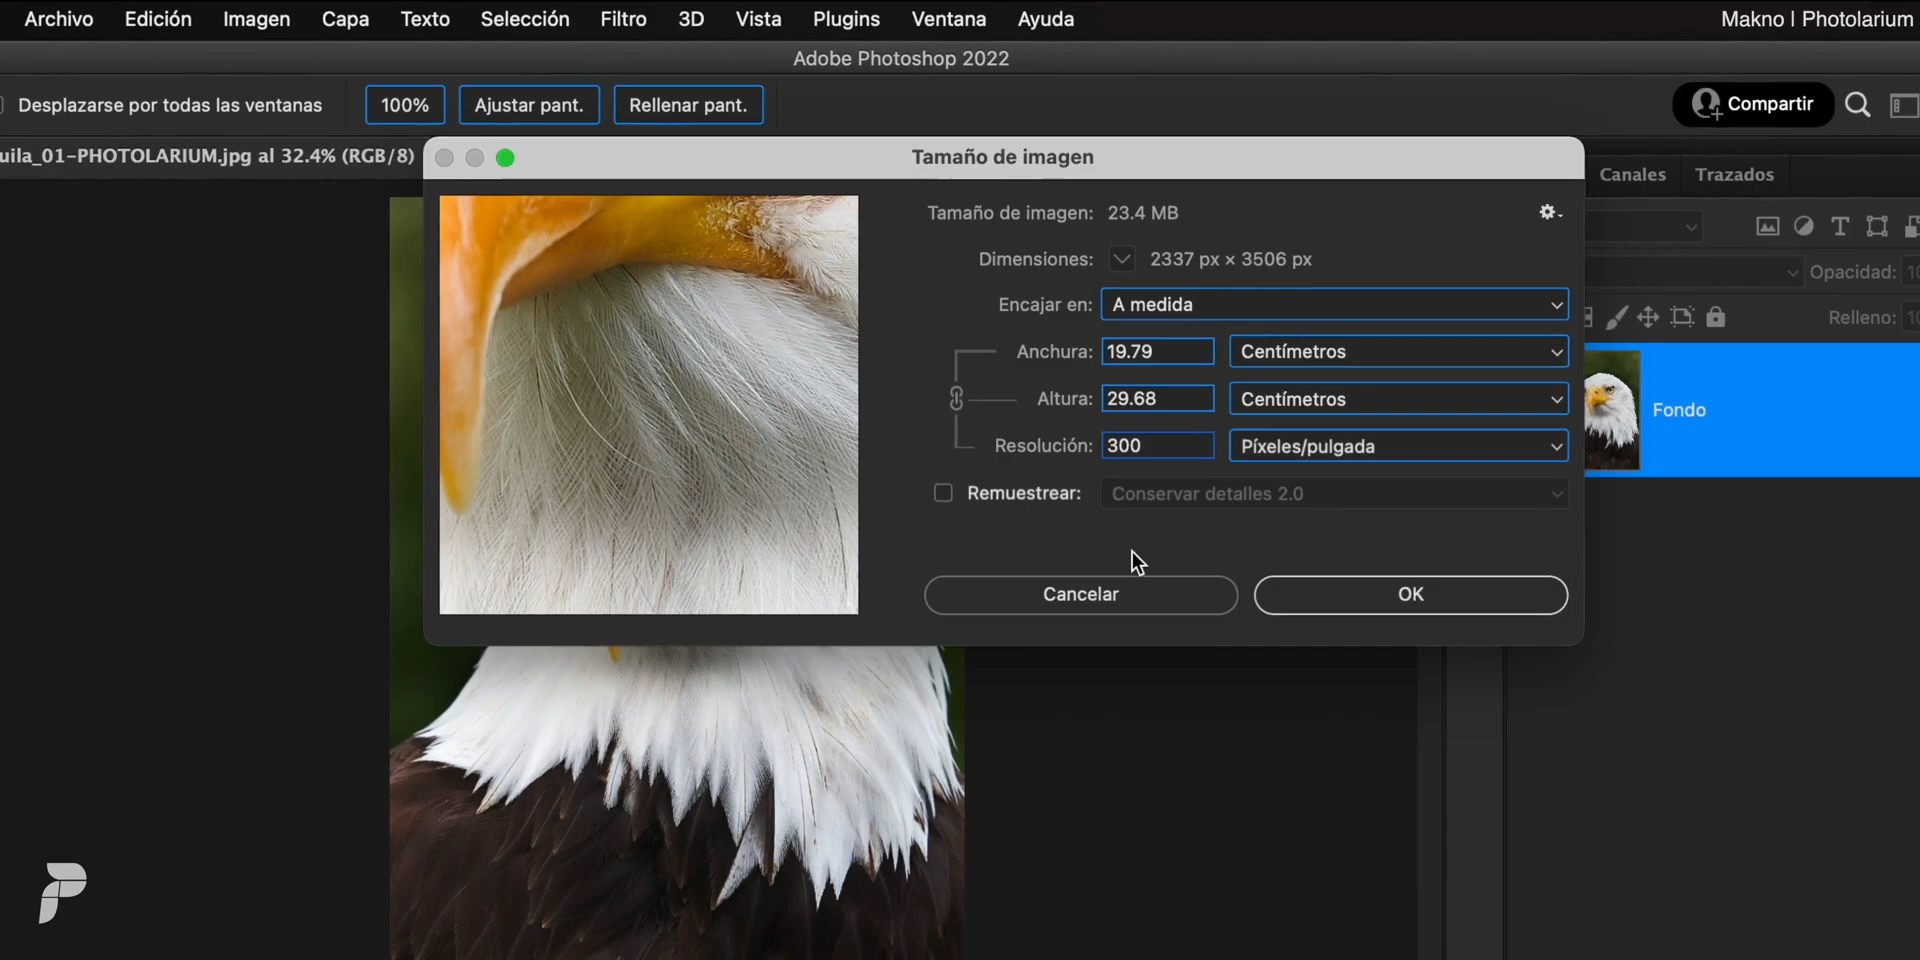 Archivo Edición Imagen Capa Texto Selección Filtro 3D Vista Plugins Ventana Ayuda Makno | Photolarium
Adobe Photoshop 2022
Desplazarse por todas las ventanas 100% Ajustar pant. Rellenar pant. Compartir
uila_01-PHOTOLARIUM.jpg al 32.4% (RGB/8)
Tamaño de imagen
Canales Trazados
Tamaño de imagen: 23.4 MB
Dimensiones: 2337 px × 3506 px
Opacidad:
Encajar en: A medida
Relleno:
Anchura: 19.79 Centímetros
Altura: 29.68 Centímetros
Fondo
Resolución: 300 Píxeles/pulgada
Remuestrear: Conservar detalles 2.0
Cancelar OK